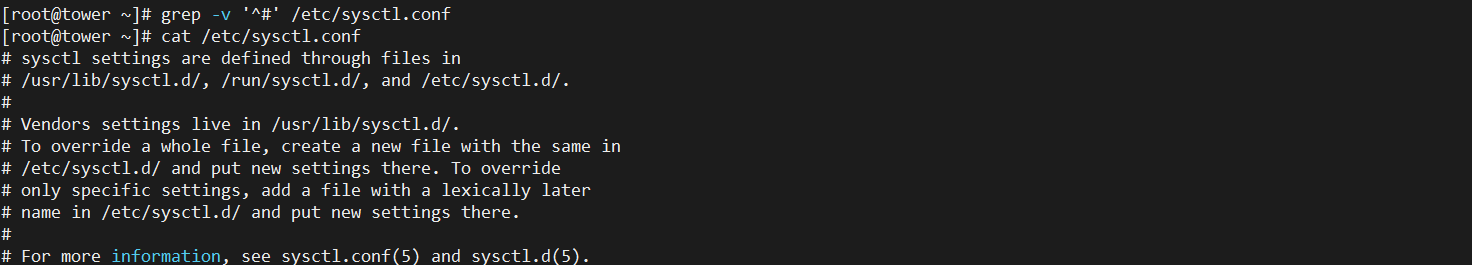 [root@tower ~]# grep -v '^#' /etc/sysctl.conf
[root@tower ~]# cat /etc/sysctl.conf
# sysctl settings are defined through files in
# /usr/lib/sysctl.d/, /run/sysctl.d/, and /etc/sysctl.d/.
#
# Vendors settings live in /usr/lib/sysctl.d/.
# To override a whole file, create a new file with the same in
# /etc/sysctl.d/ and put new settings there. To override
# only specific settings, add a file with a lexically later
# name in /etc/sysctl.d/ and put new settings there.
#
# For more information, see sysctl.conf(5) and sysctl.d(5).